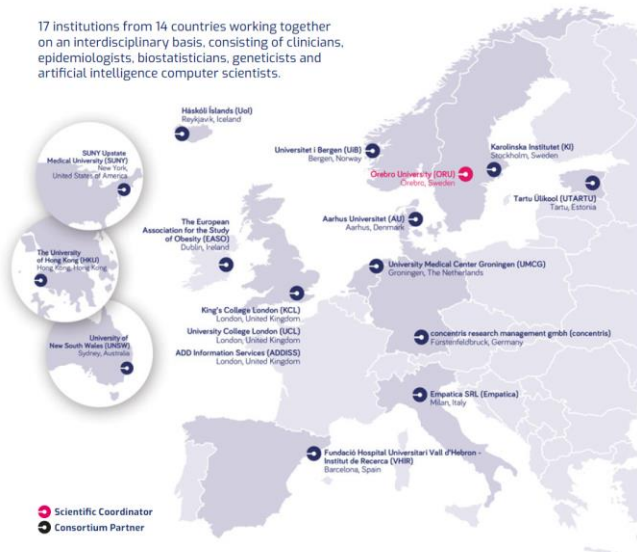 17 institutions from 14 countries working together
on an interdisciplinary basis, consisting of clinicians,
epidemiologists, biostatisticians, geneticists and
artificial intelligence computer scientists.
Háskóli Íslands (UoI)
Reykjavik, Iceland
SUNY Upstate
Medical University (SUNY)
New York,
United States of America
Universitet i Bergen (UiB)
Bergen, Norway
Karolinska Institutet (KI)
Stockholm, Sweden
Örebro University (ORU)
Örebro, Sweden
Tartu Ülikool (UTARTU)
Tartu, Estonia
The European
Association for the Study
of Obesity (EASO)
Dublin, Ireland
Aarhus Universitet (AU)
Aarhus, Denmark
The University
of Hong Kong (HKU)
Hong Kong, Hong Kong
University Medical Center Groningen (UMCG)
Groningen, The Netherlands
King's College London (KCL)
London, United Kingdom
University College London (UCL)
London, United Kingdom
ADD Information Services (ADDISS)
London, United Kingdom
University of
New South Wales (UNSW)
Sydney, Australia
concentris research management gmbh (concentris)
Fürstenfeldbruck, Germany
Empatica SRL (Empatica)
Milan, Italy
Fundació Hospital Universitari Vall d'Hebron -
Institut de Recerca (VHIR)
Barcelona, Spain
Scientific Coordinator
Consortium Partner